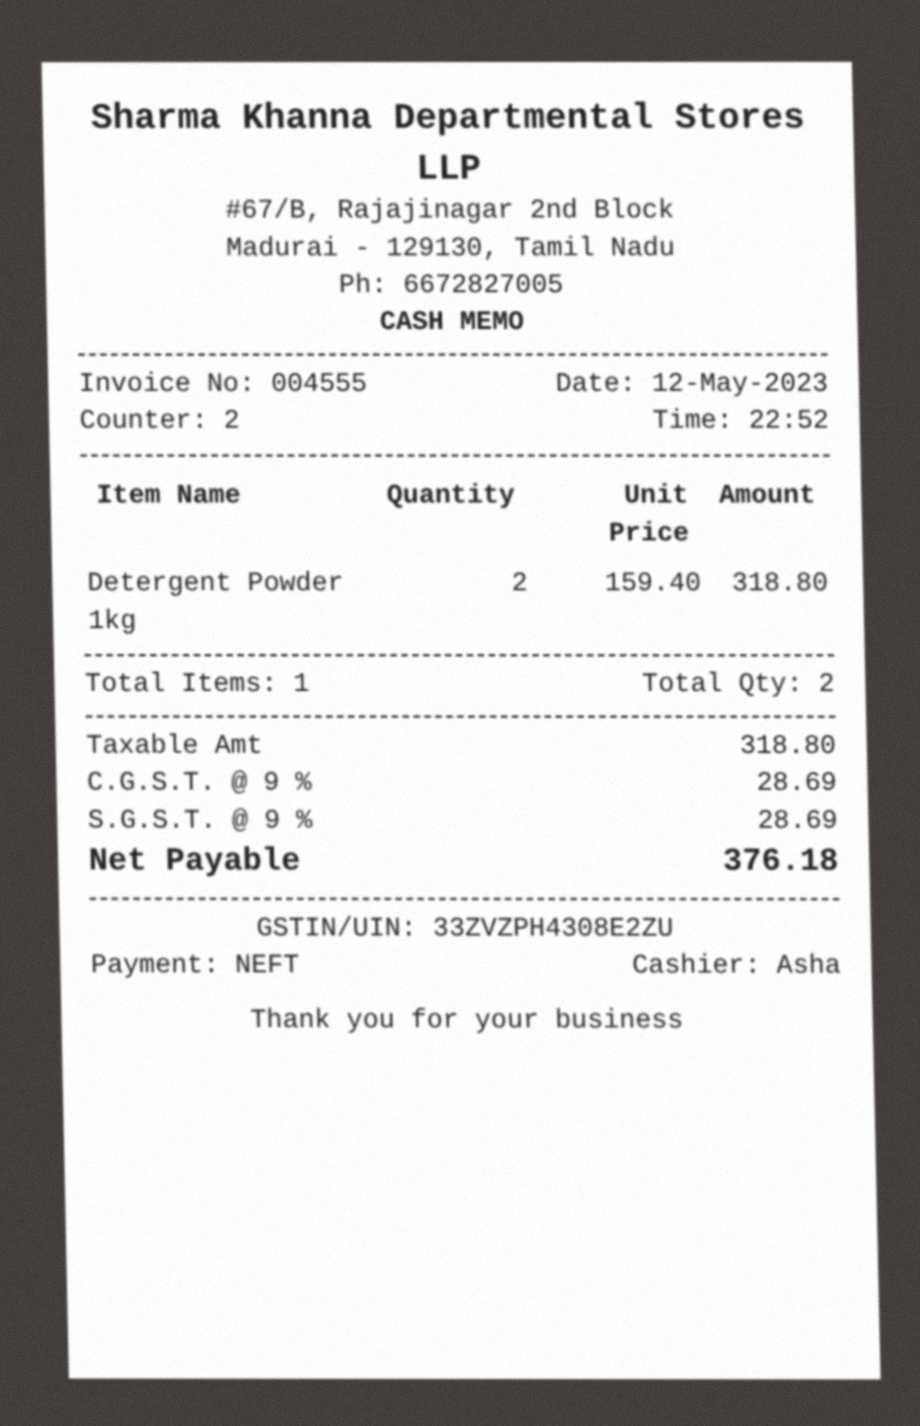 Sharma Khanna Departmental Stores
LLP
#67/B, Rajajinagar 2nd Block
Madurai - 129130, Tamil Nadu
Ph: 6672827005
CASH MEMO
Invoice No: 004555 Date: 12-May-2023
Counter: 2 Time: 22:52
Item Name Quantity Unit Amount
Price
Detergent Powder 2 159.40 318.80
1kg
Total Items: 1 Total Qty: 2
Taxable Amt 318.80
C.G.S.T. @ 9 % 28.69
S.G.S.T. @ 9 % 28.69
Net Payable 376.18
GSTIN/UIN: 33ZVZPH4308E2ZU
Payment: NEFT Cashier: Asha
Thank you for your business